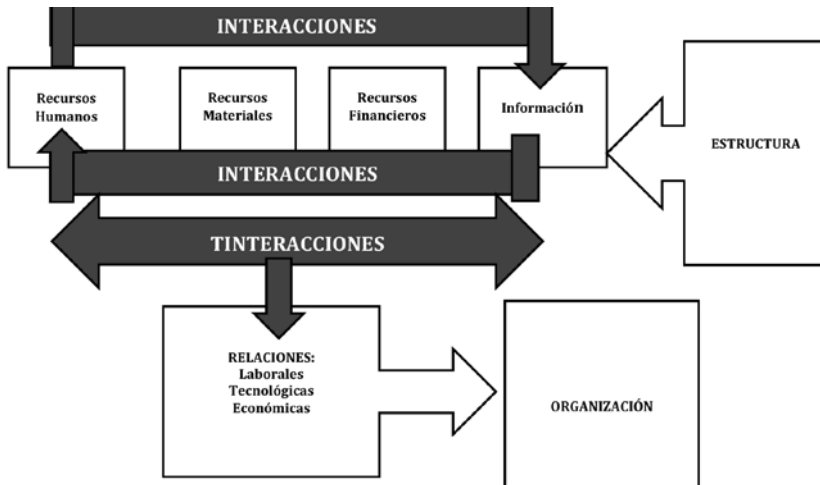 INTERACCIONES
Recursos
Humanos
Recursos
Materiales
Recursos
Financieros
Información
ESTRUCTURA
INTERACCIONES
TINTERACCIONES
RELACIONES:
Laborales
Tecnológicas
Económicas
ORGANIZACIÓN